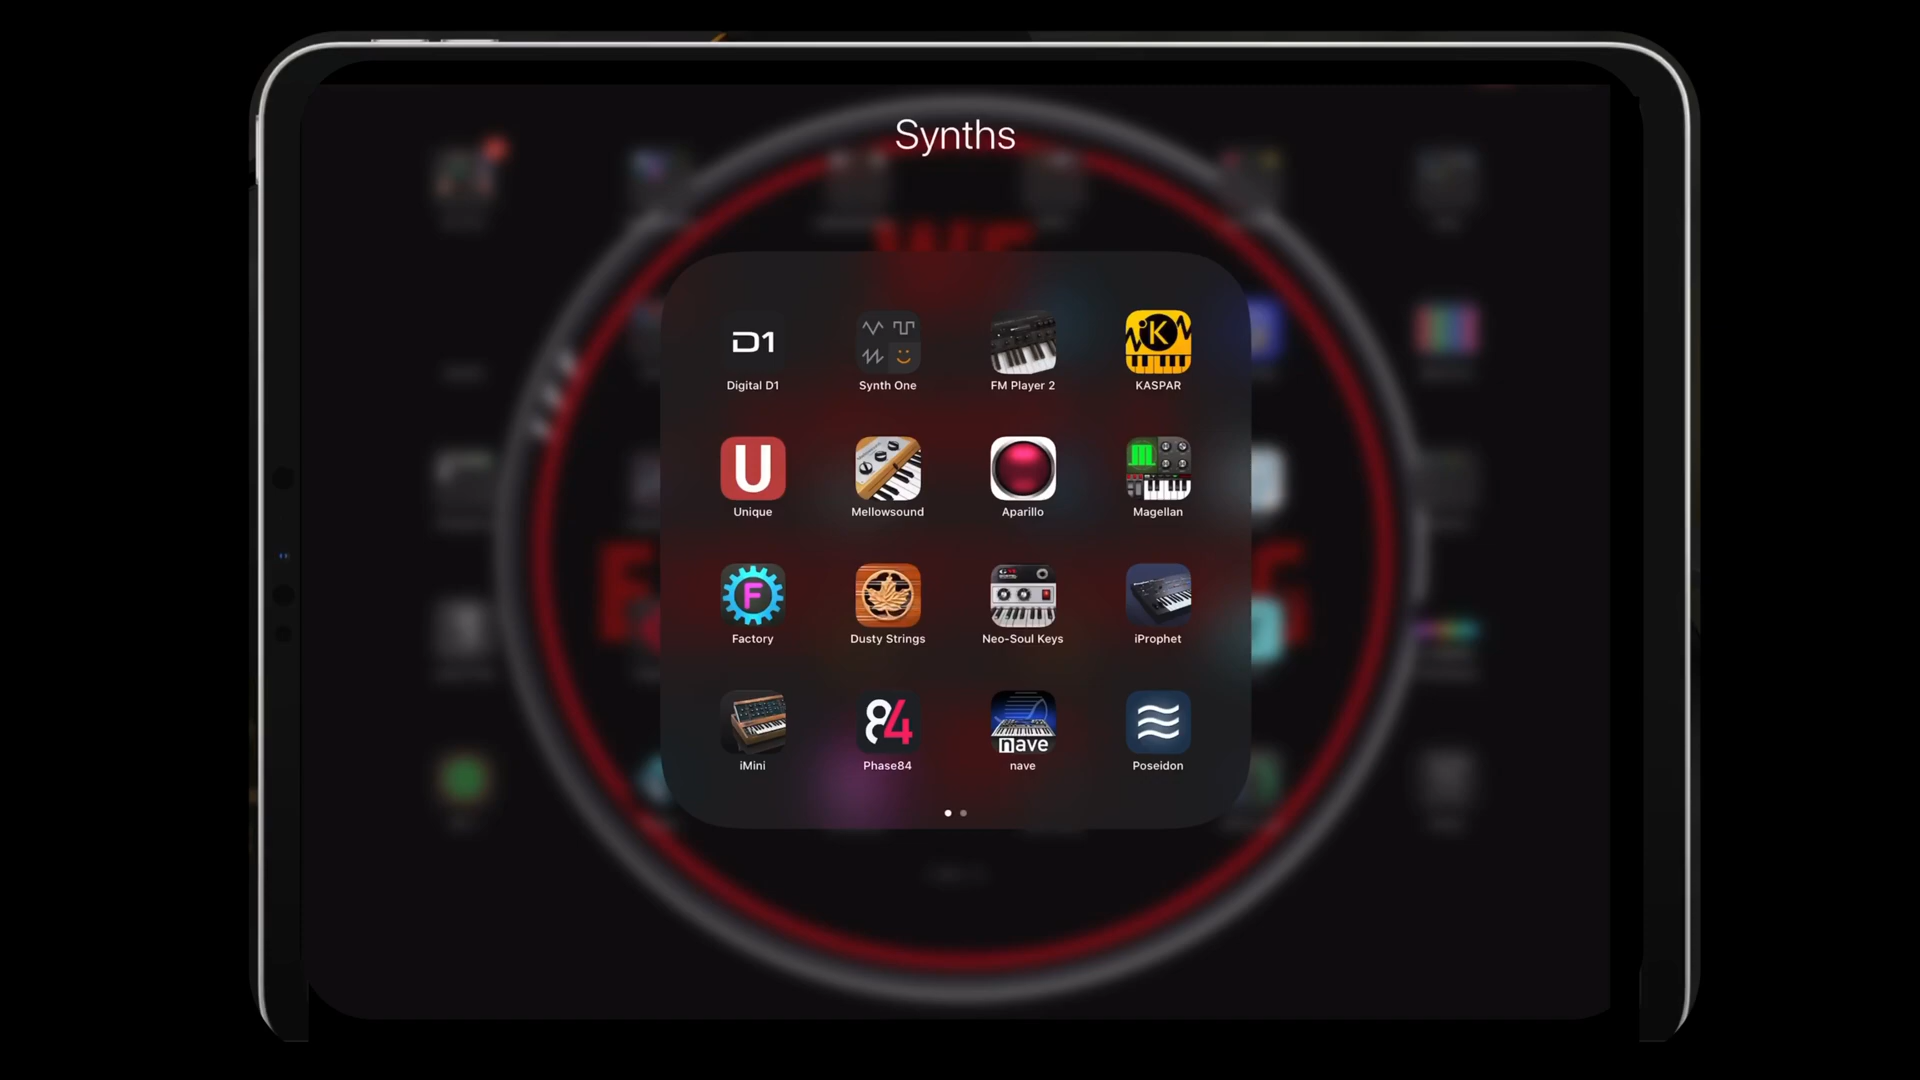 Synths
WE
D1
Digital D1
Synth One
FM Player 2
K
KASPAR
U
Unique
Mellowsound
Aparillo
Magellan
F
Factory
Dusty Strings
Neo-Soul Keys
iProphet
iMini
84
Phase84
nave
nave
Poseidon